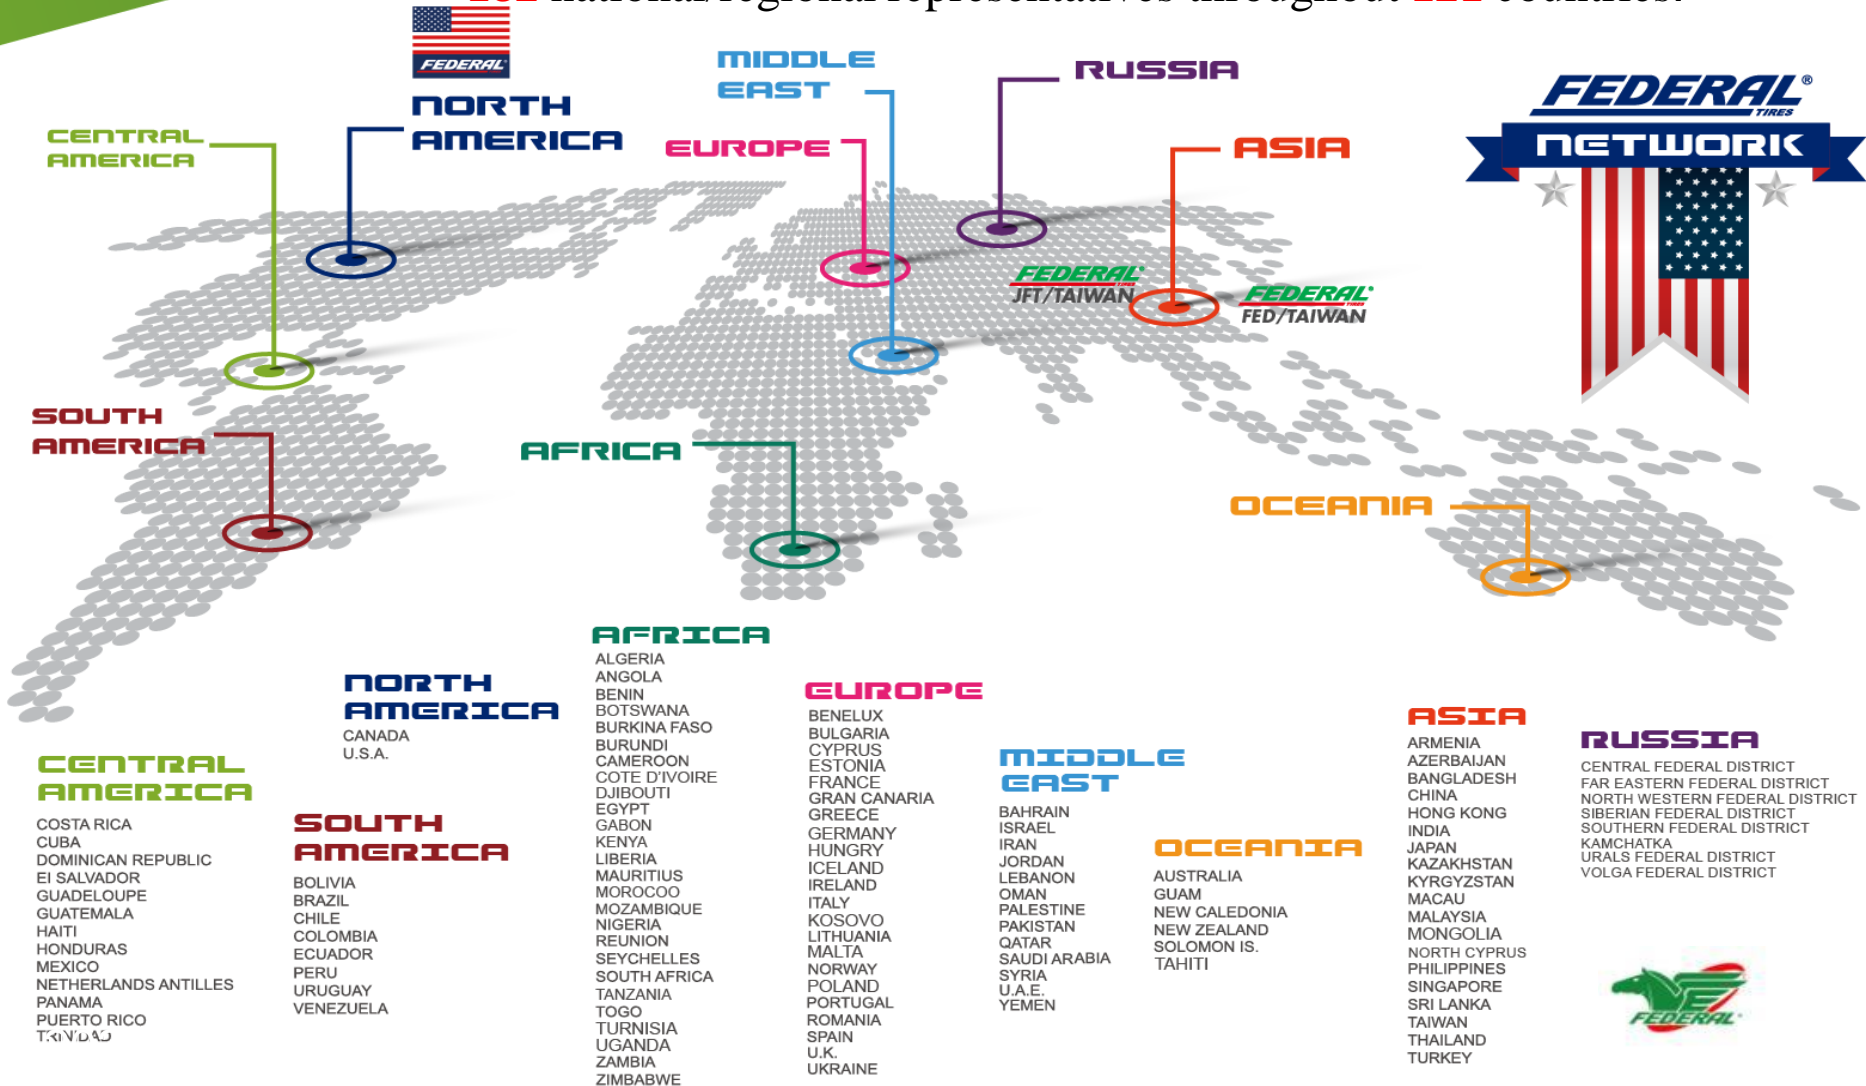 national/regional representatives throughout countries.
FEDERAL
NORTH
AMERICA
CENTRAL
AMERICA
MIDDLE
EAST
EUROPE
RUSSIA
ASIA
FEDERAL®
TIRES
NETWORK
FEDERAL
TIRES
JFT/TAIWAN
FEDERAL
TIRES
FED/TAIWAN
SOUTH
AMERICA
AFRICA
OCEANIA
CENTRAL
AMERICA
COSTA RICA
CUBA
DOMINICAN REPUBLIC
EI SALVADOR
GUADELOUPE
GUATEMALA
HAITI
HONDURAS
MEXICO
NETHERLANDS ANTILLES
PANAMA
PUERTO RICO
TRINIDAD
NORTH
AMERICA
CANADA
U.S.A.
SOUTH
AMERICA
BOLIVIA
BRAZIL
CHILE
COLOMBIA
ECUADOR
PERU
URUGUAY
VENEZUELA
AFRICA
ALGERIA
ANGOLA
BENIN
BOTSWANA
BURKINA FASO
BURUNDI
CAMEROON
COTE D'IVOIRE
DJIBOUTI
EGYPT
GABON
KENYA
LIBERIA
MAURITIUS
MOROCOO
MOZAMBIQUE
NIGERIA
REUNION
SEYCHELLES
SOUTH AFRICA
TANZANIA
TOGO
TURNISIA
UGANDA
ZAMBIA
ZIMBABWE
EUROPE
BENELUX
BULGARIA
CYPRUS
ESTONIA
FRANCE
GRAN CANARIA
GREECE
GERMANY
HUNGRY
ICELAND
IRELAND
ITALY
KOSOVO
LITHUANIA
MALTA
NORWAY
POLAND
PORTUGAL
ROMANIA
SPAIN
U.K.
UKRAINE
MIDDLE
EAST
BAHRAIN
ISRAEL
IRAN
JORDAN
LEBANON
OMAN
PALESTINE
PAKISTAN
QATAR
SAUDI ARABIA
SYRIA
U.A.E.
YEMEN
OCEANIA
AUSTRALIA
GUAM
NEW CALEDONIA
NEW ZEALAND
SOLOMON IS.
TAHITI
ASIA
ARMENIA
AZERBAIJAN
BANGLADESH
CHINA
HONG KONG
INDIA
JAPAN
KAZAKHSTAN
KYRGYZSTAN
MACAU
MALAYSIA
MONGOLIA
NORTH CYPRUS
PHILIPPINES
SINGAPORE
SRI LANKA
TAIWAN
THAILAND
TURKEY
RUSSIA
CENTRAL FEDERAL DISTRICT
FAR EASTERN FEDERAL DISTRICT
NORTH WESTERN FEDERAL DISTRICT
SIBERIAN FEDERAL DISTRICT
SOUTHERN FEDERAL DISTRICT
KAMCHATKA
URALS FEDERAL DISTRICT
VOLGA FEDERAL DISTRICT
FEDERAL